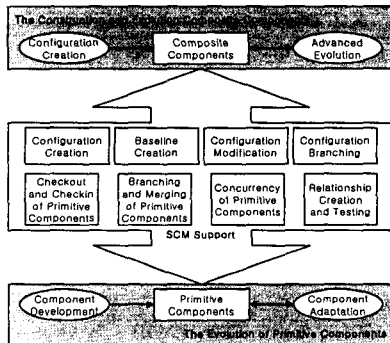 The Configuration and Evolution of Composite Components
Configuration Creation
Composite Components
Advanced Evolution
Configuration Creation
Baseline Creation
Configuration Modification
Configuration Branching
Checkout and Checkin of Primitive Components
Branching and Merging of Primitive Components
Concurrency of Primitive Components
Relationship Creation and Testing
SCM Support
Component Development
Primitive Components
Component Adaptation
The Evolution of Primitive Components